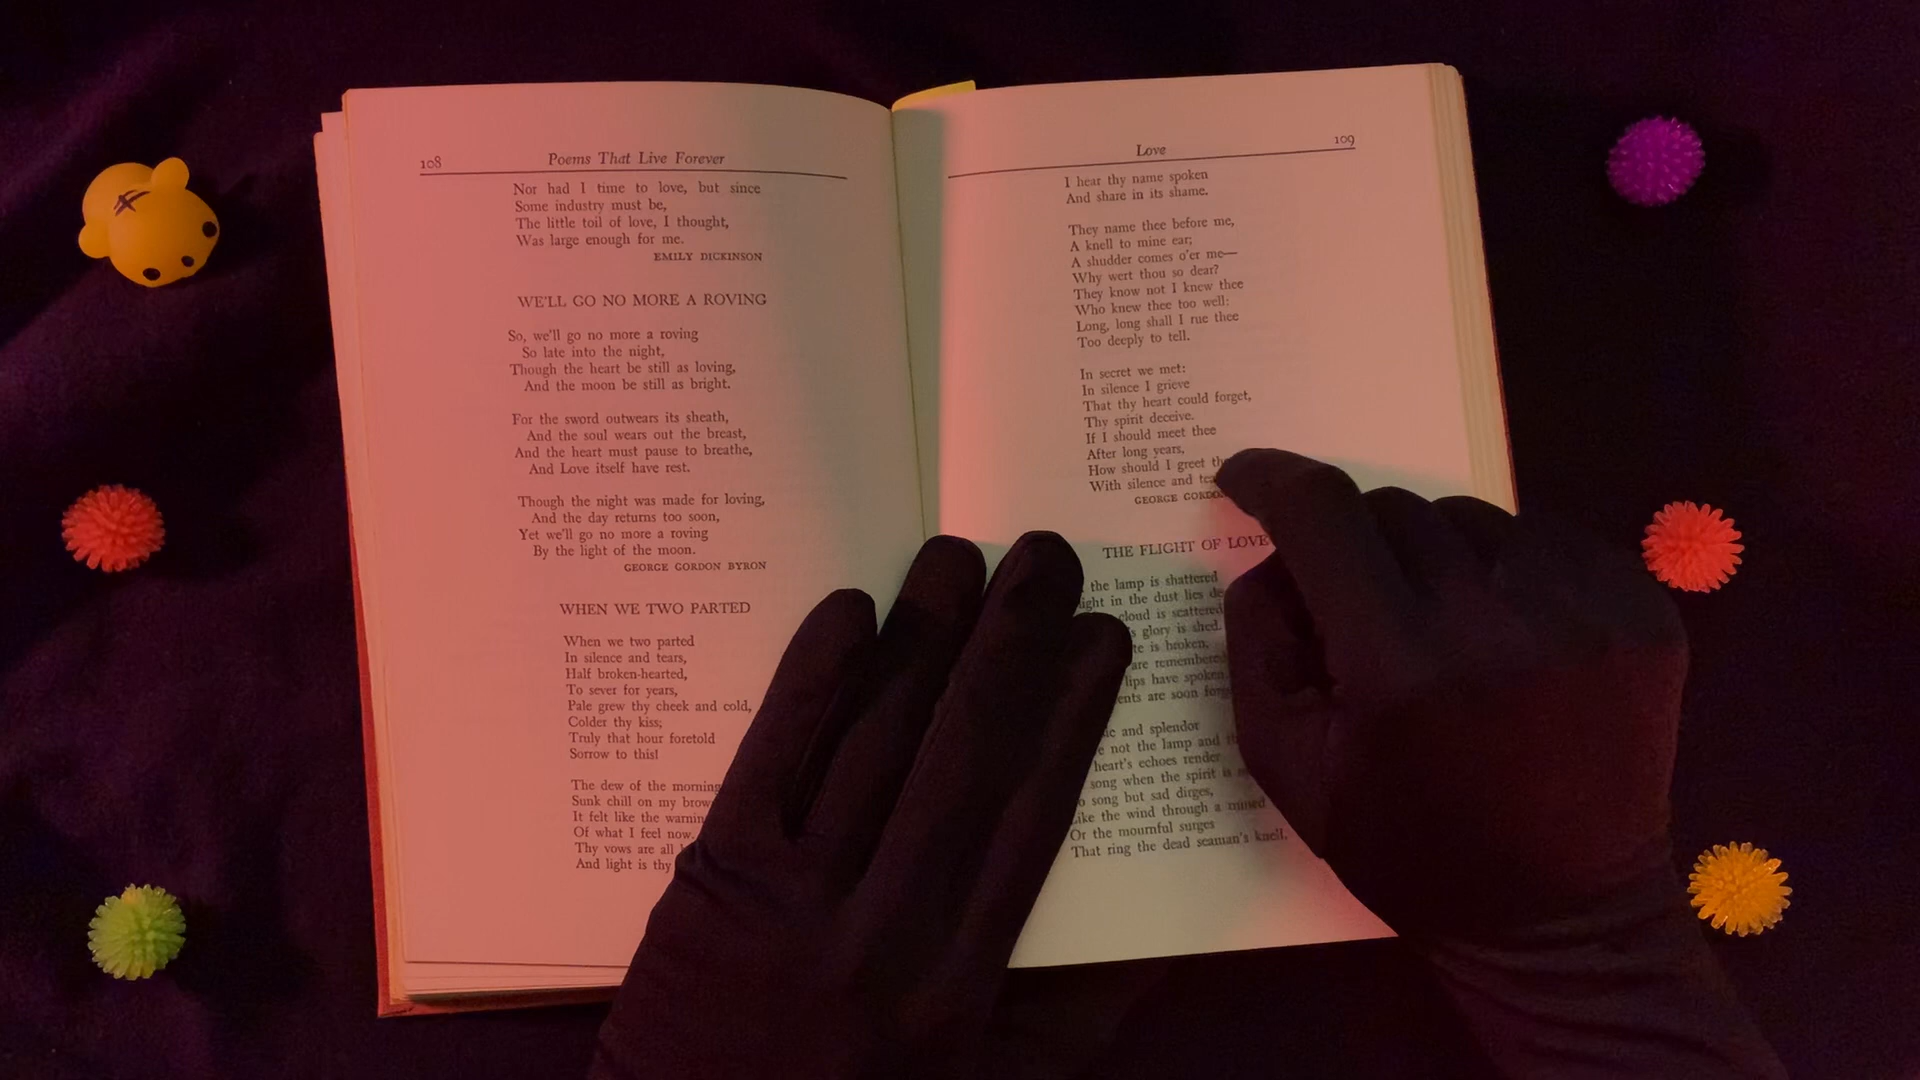 108
Poems That Live Forever
Nor had I time to love, but since
Some industry must be,
The little toil of love, I thought,
Was large enough for me.
EMILY DICKINSON
WE'LL GO NO MORE A ROVING
So, we'll go no more a roving
So late into the night,
Though the heart be still as loving,
And the moon be still as bright.
For the sword outwears its sheath,
And the soul wears out the breast,
And the heart must pause to breathe,
And Love itself have rest.
Though the night was made for loving,
And the day returns too soon,
Yet we'll go no more a roving
By the light of the moon.
GEORGE GORDON BYRON
WHEN WE TWO PARTED
When we two parted
In silence and tears,
Half broken-hearted,
To sever for years,
Pale grew thy cheek and cold,
Colder thy kiss;
Truly that hour foretold
Sorrow to this!
The dew of the morning
Sunk chill on my brow
It felt like the
Of what I feel now.
Thy vows are all
And light is thy
Love
109
I hear thy name spoken
And share in its shame.
They name thee before me,
A knell to mine ear;
A shudder comes o'er me—
Why wert thou so dear?
They know not I knew thee
Who knew thee too well:
Long, long shall I rue thee
Too deeply to tell.
In secret we met:
In silence I grieve
That thy heart could forget,
Thy spirit deceive.
If I should meet thee
After long years,
How should I greet
With silence and
GEORGE
THE FLIGHT OF LOVE
the lamp is shattered
in the dust lies
cloud is scattered
glory is shed.
is broken,
are remembered
lips have spoken
are soon
and splendor
not the lamp and
heart's echoes render
song when the spirit is
song but sad dirges,
Like the wind through a ruined
Or the mournful surges
That ring the dead seaman's knell.